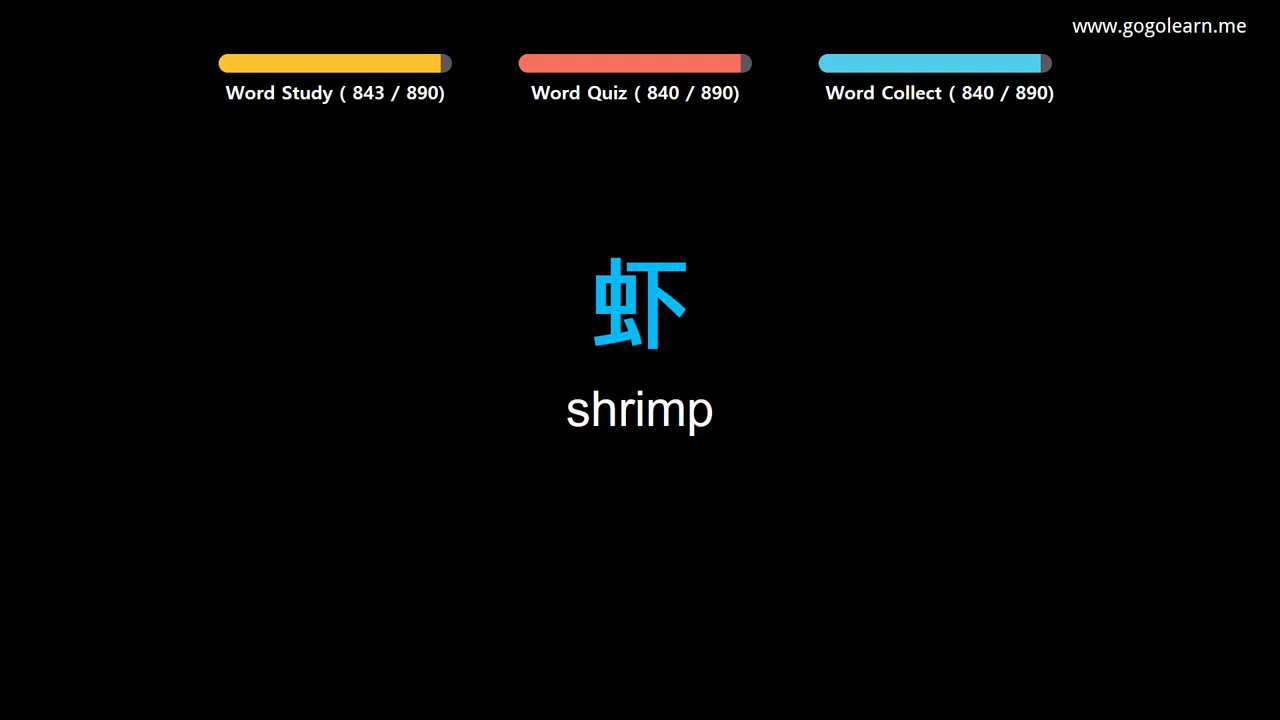 www.gogolearn.me
Word Study ( 843 / 890)
Word Quiz ( 840 / 890)
Word Collect ( 840 / 890)
虾
shrimp